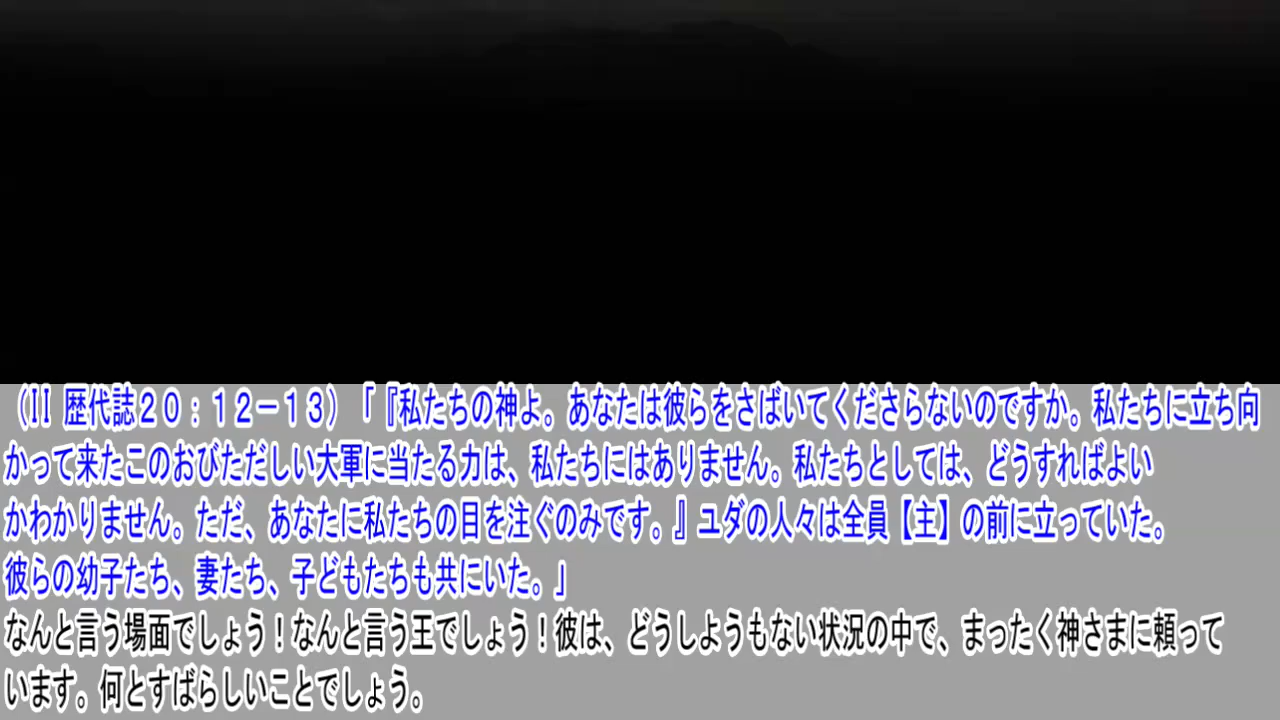 （II 歴代誌２０：１２－１３）「『私たちの神よ。あなたは彼らをさばいてくださらないのですか。私たちに立ち向
かって来たこのおびただしい大軍に当たる力は、私たちにはありません。私たちとしては、どうすればよい
かわかりません。ただ、あなたに私たちの目を注ぐのみです。』ユダの人々は全員【主】の前に立っていた。
彼らの幼子たち、妻たち、子どもたちも共にいた。」
なんと言う場面でしょう！なんと言う王でしょう！彼は、どうしようもない状況の中で、まったく神さまに頼って
います。何とすばらしいことでしょう。